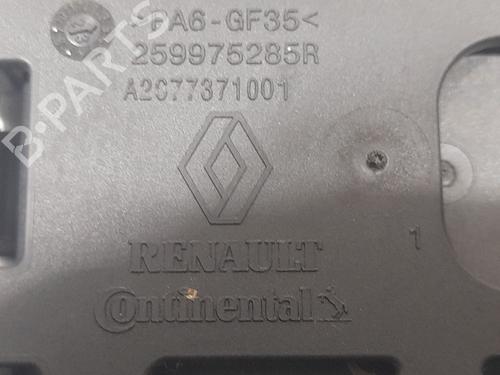 >PA6-GF35<
259975285R
A2C77371001
RENAULT
1
Continental
B-PARTS